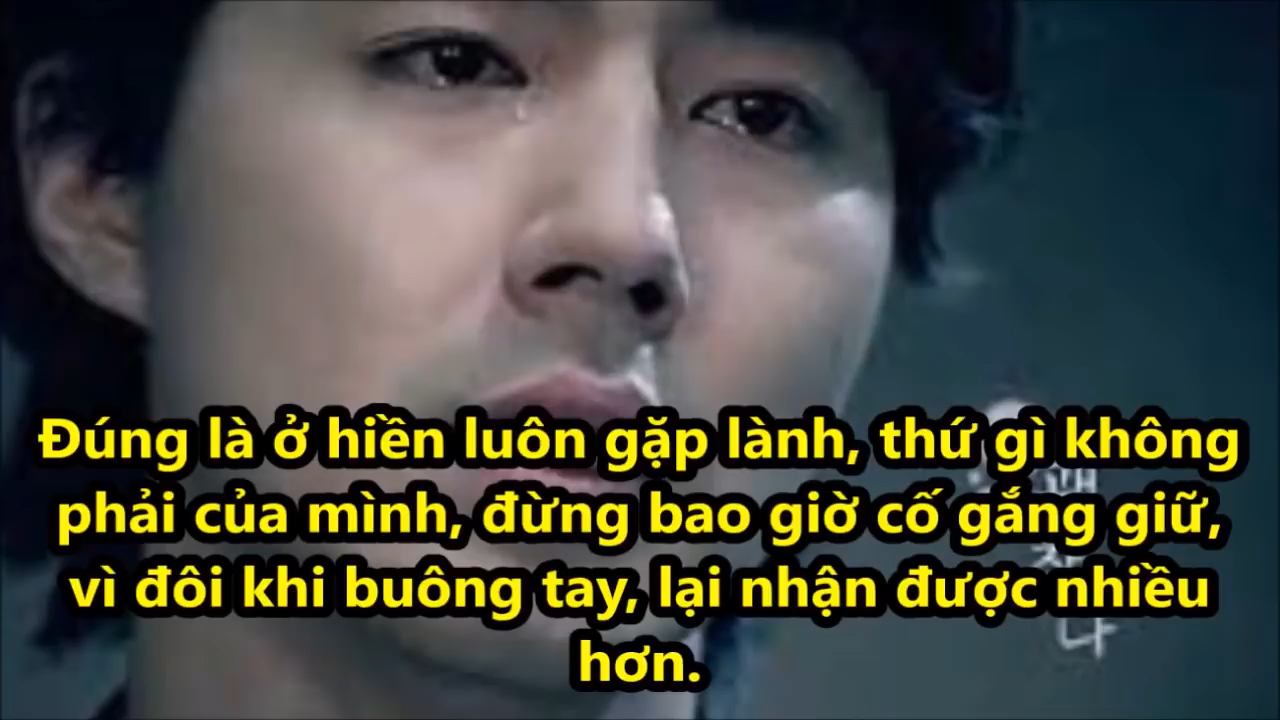 Đúng là ở hiền luôn gặp lành, thứ gì không
phải của mình, đừng bao giờ cố gắng giữ,
vì đôi khi buông tay, lại nhận được nhiều
hơn.